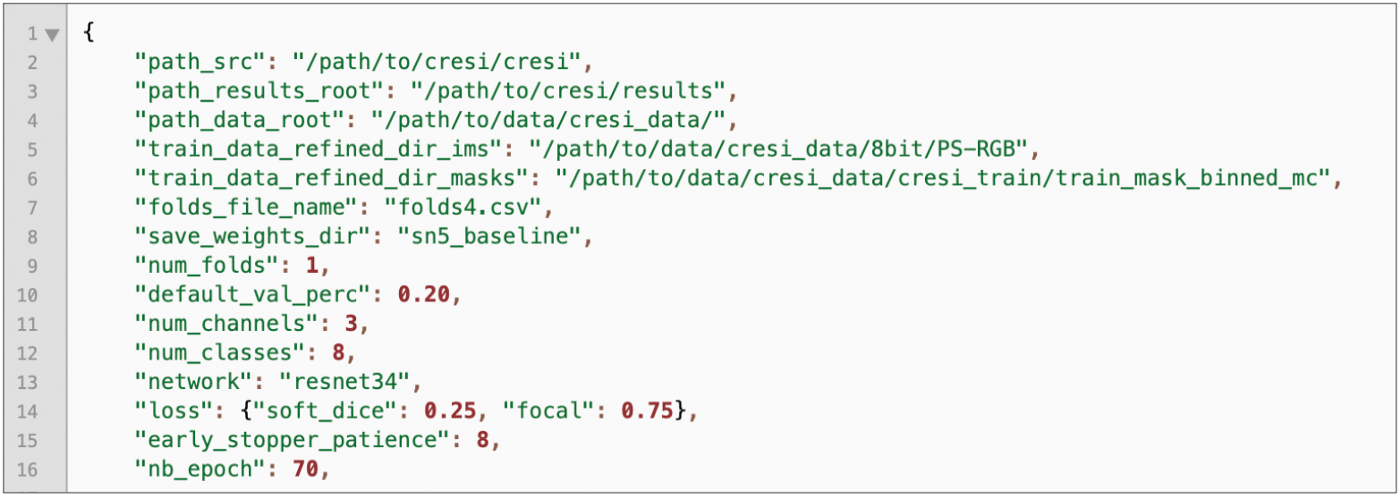 1 {
2 "path_src": "/path/to/cresi/cresi",
3 "path_results_root": "/path/to/cresi/results",
4 "path_data_root": "/path/to/data/cresi_data/",
5 "train_data_refined_dir_ims": "/path/to/data/cresi_data/8bit/PS-RGB",
6 "train_data_refined_dir_masks": "/path/to/data/cresi_data/cresi_train/train_mask_binned_mc",
7 "folds_file_name": "folds4.csv",
8 "save_weights_dir": "sn5_baseline",
9 "num_folds": 1,
10 "default_val_perc": 0.20,
11 "num_channels": 3,
12 "num_classes": 8,
13 "network": "resnet34",
14 "loss": {"soft_dice": 0.25, "focal": 0.75},
15 "early_stopper_patience": 8,
16 "nb_epoch": 70,